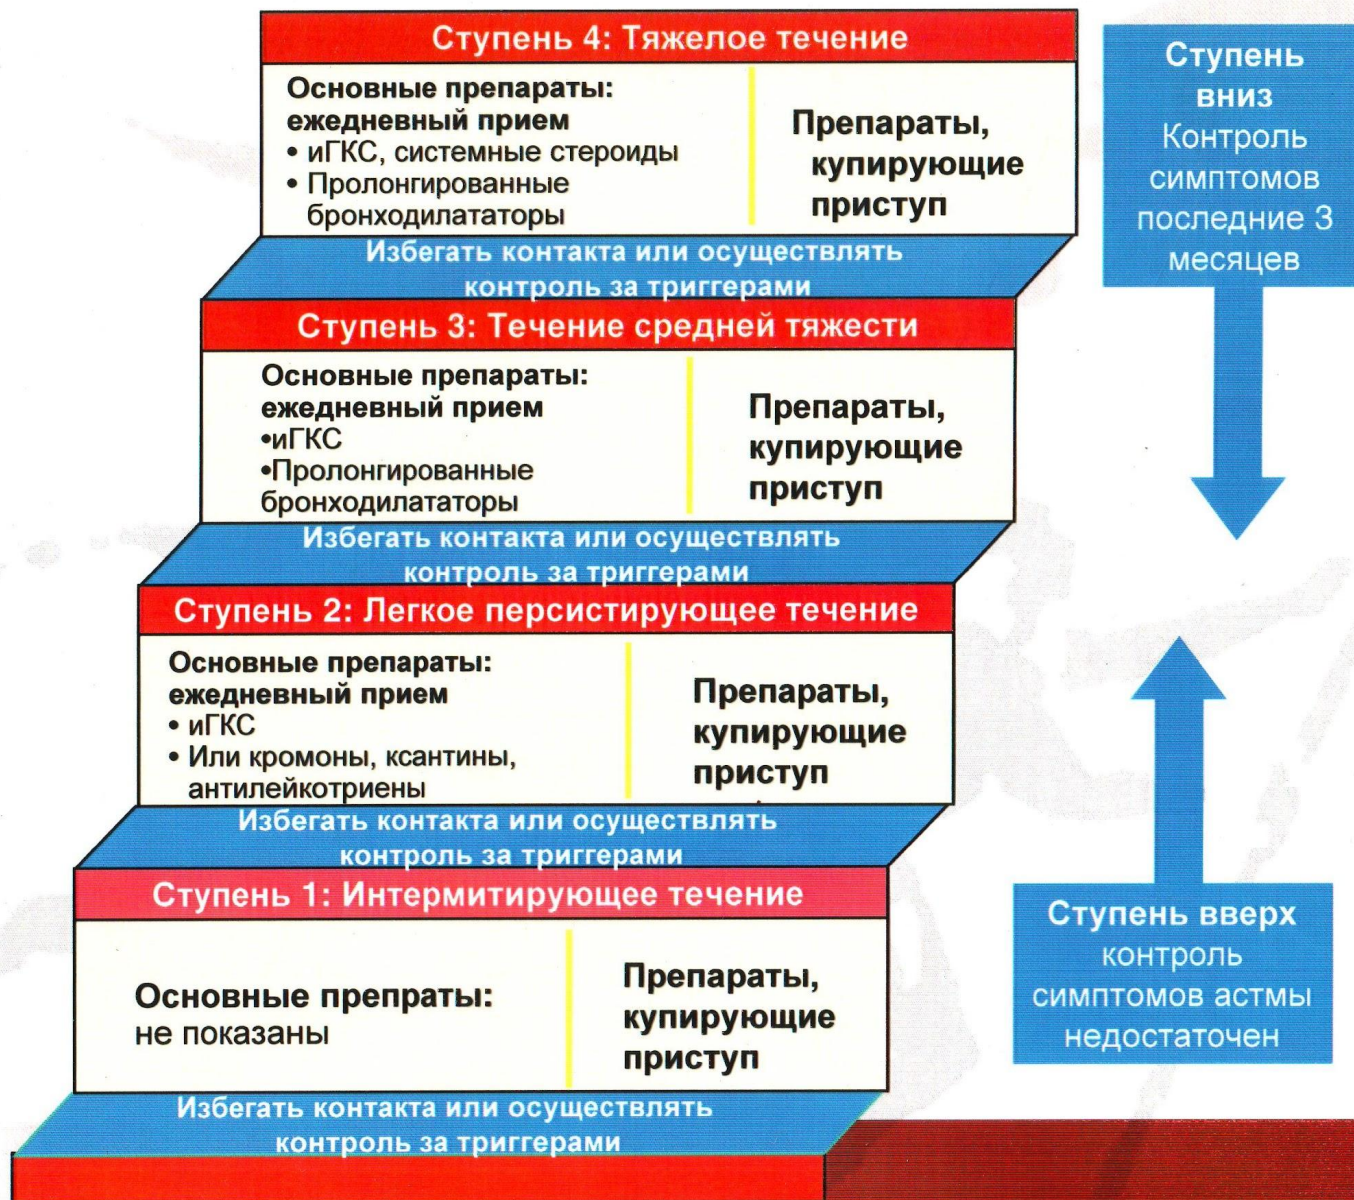 Ступень 4: Тяжелое течение
Основные препараты:
ежедневный прием
• иГКС, системные стероиды
• Пролонгированные
бронходилататоры
Препараты,
купирующие
приступ
Избегать контакта или осуществлять
контроль за триггерами
Ступень 3: Течение средней тяжести
Основные препараты:
ежедневный прием
•иГКС
•Пролонгированные
бронходилататоры
Препараты,
купирующие
приступ
Избегать контакта или осуществлять
контроль за триггерами
Ступень 2: Легкое персистирующее течение
Основные препараты:
ежедневный прием
• иГКС
• Или кромоны, ксантины,
антилейкотриены
Препараты,
купирующие
приступ
Избегать контакта или осуществлять
контроль за триггерами
Ступень 1: Интермитирующее течение
Основные препраты:
не показаны
Препараты,
купирующие
приступ
Избегать контакта или осуществлять
контроль за триггерами
Ступень
вниз
Контроль
симптомов
последние 3
месяцев
Ступень вверх
контроль
симптомов астмы
недостаточен